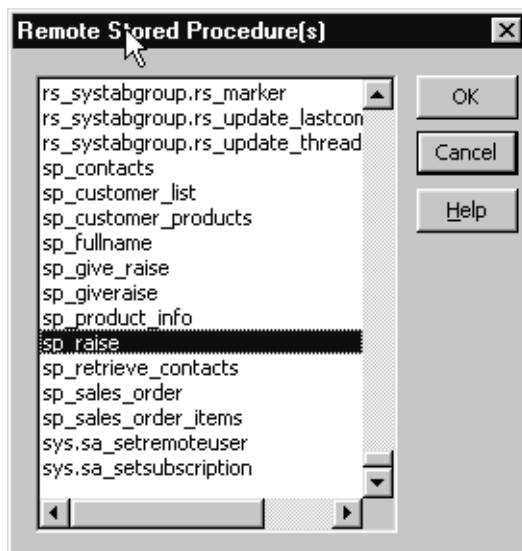 Remote Stored Procedure(s)
rs_systabgroup.rs_marker
rs_systabgroup.rs_update_lastcon
rs_systabgroup.rs_update_thread
sp_contacts
sp_customer_list
sp_customer_products
sp_fullname
sp_give_raise
sp_giveraise
sp_product_info
sp_raise
sp_retrieve_contacts
sp_sales_order
sp_sales_order_items
sys.sa_setremoteuser
sys.sa_setsubscription
OK
Cancel
Help